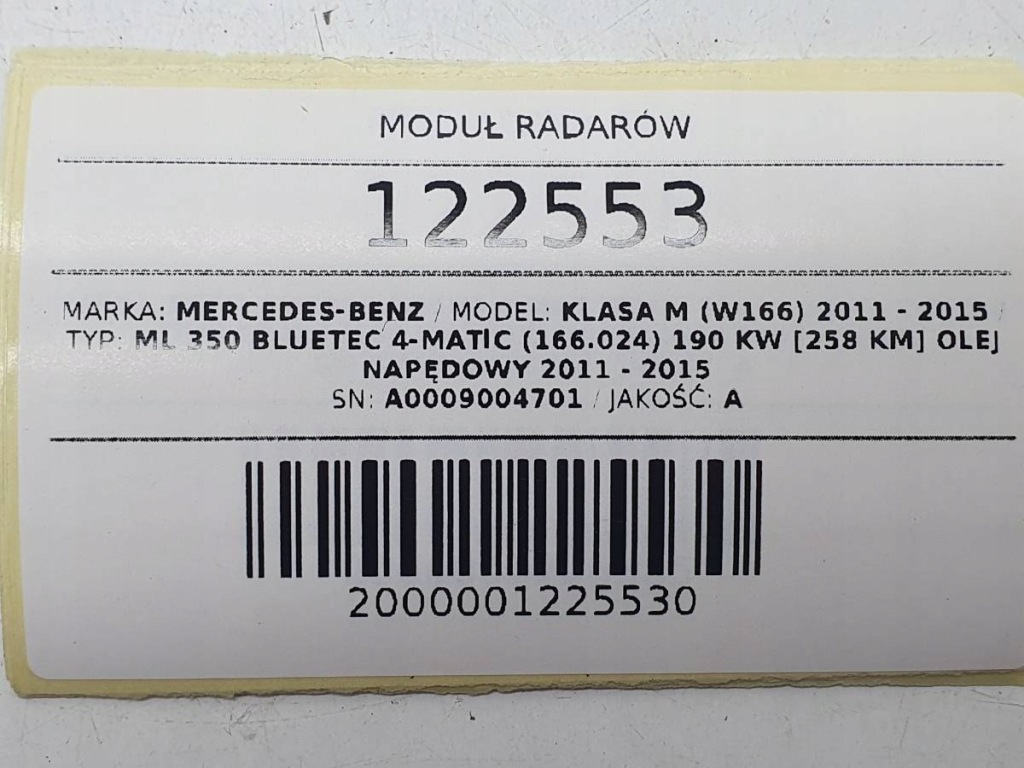 MODUŁ RADARÓW
122553
MARKA: MERCEDES-BENZ / MODEL: KLASA M (W166) 2011 - 2015 /
TYP: ML 350 BLUETEC 4-MATIC (166.024) 190 KW [258 KM] OLEJ
NAPĘDOWY 2011 - 2015
SN: A0009004701 / JAKOŚĆ: A
2000001225530